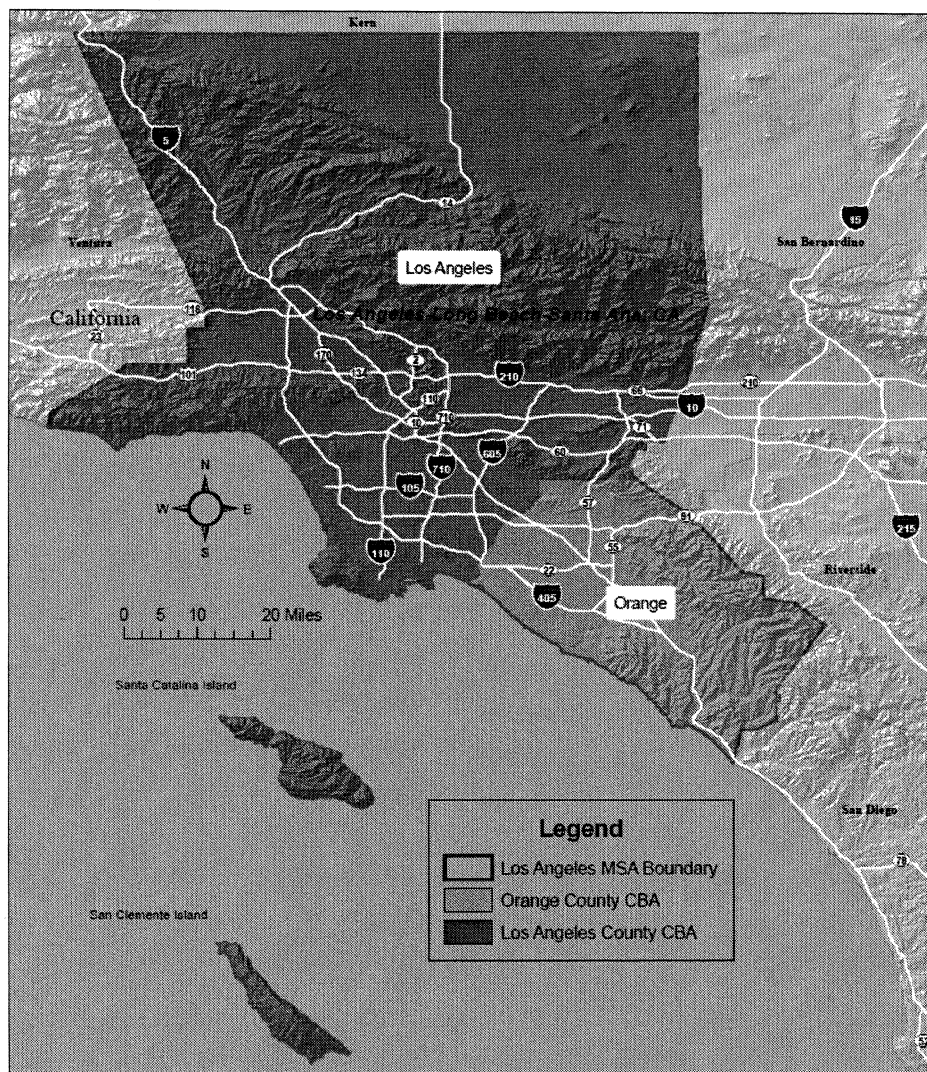 Kern
5
14
15
Ventura
San Bernardino
Los Angeles
California
118
Los Angeles-Long Beach-Santa Ana, CA
23
170
2
101
134
210
210
66
10
110
10
710
71
605
60
710
105
57
91
215
110
55
22
Riverside
405
Orange
N
W E
S
0 10 20 Miles
Santa Catalina Island
San Diego
78
Legend
Los Angeles MSA Boundary
Orange County CBA
Los Angeles County CBA
San Clemente Island